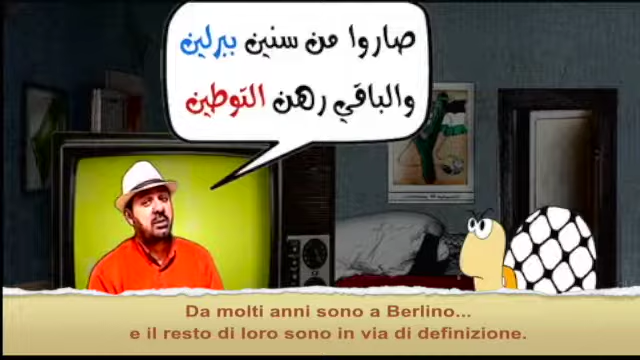 صاروا من سنين ببرلين
والباقي رهن التوطين
Da molti anni sono a Berlino...
e il resto di loro sono in via di definizione.